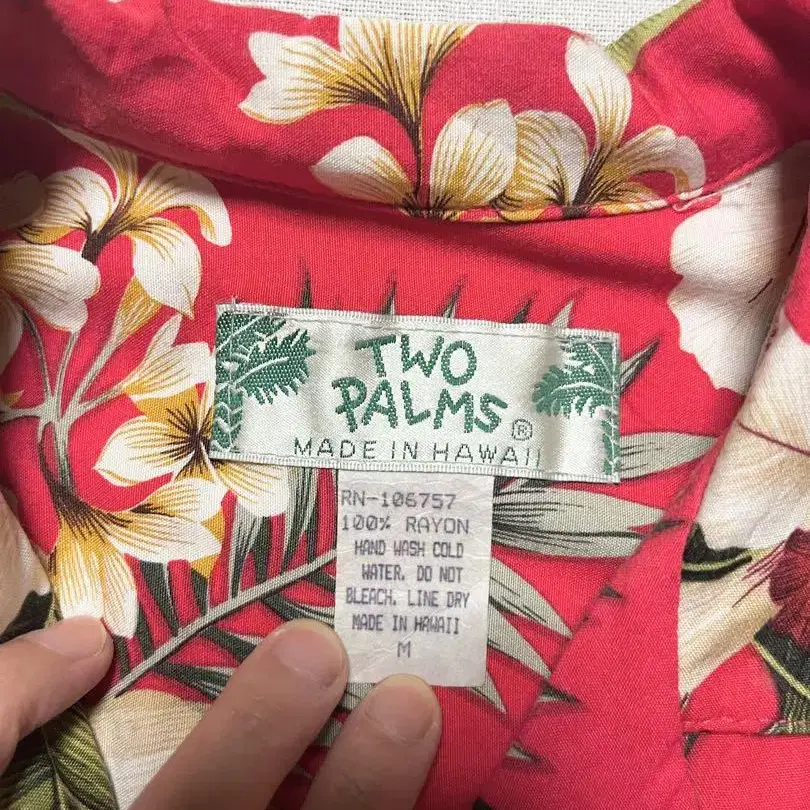 TWO
PALMS®
MADE IN HAWAII
RN-106757
100% RAYON
HAND WASH COLD
WATER. DO NOT
BLEACH. LINE DRY
MADE IN HAWAII
M